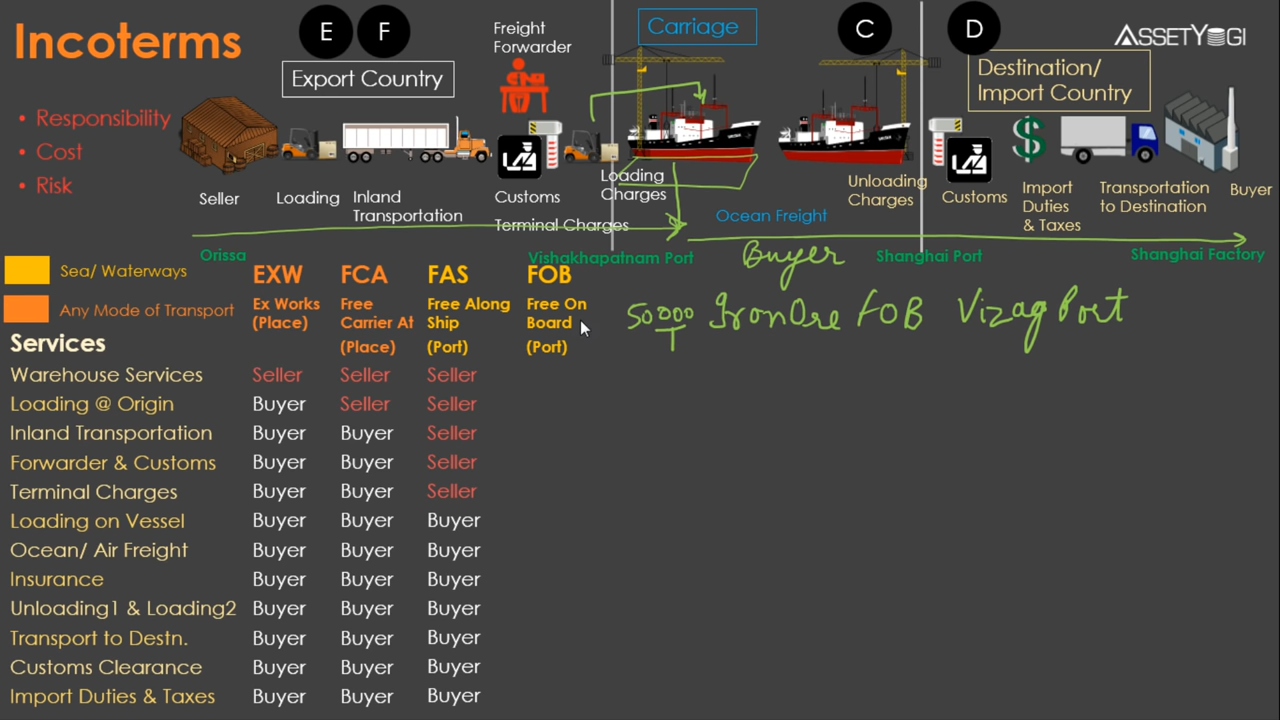 Incoterms
• Responsibility
• Cost
• Risk
E F
Export Country
Freight
Forwarder
Carriage
C
D
Destination/
Import Country
ASSETYOGI
Seller
Loading
Inland
Transportation
Customs
Terminal Charges
Loading
Charges
Ocean Freight
Unloading
Charges
Customs
$
Import
Duties
& Taxes
Transportation
to Destination
Buyer
Orissa
Vishakhapatnam Port
Buyer
Shanghai Port
Shanghai Factory
Sea/ Waterways
Any Mode of Transport
50000 T Iron Ore FOB Vizag Port
EXW FCA FAS FOB
Ex Works
(Place)
Free
Carrier At
(Place)
Free Along
Ship
(Port)
Free On
Board
(Port)
Services
Warehouse Services Seller Seller Seller
Loading @ Origin Buyer Seller Seller
Inland Transportation Buyer Buyer Seller
Forwarder & Customs Buyer Buyer Seller
Terminal Charges Buyer Buyer Seller
Loading on Vessel Buyer Buyer Buyer
Ocean/ Air Freight Buyer Buyer Buyer
Insurance Buyer Buyer Buyer
Unloading1 & Loading2 Buyer Buyer Buyer
Transport to Destn. Buyer Buyer Buyer
Customs Clearance Buyer Buyer Buyer
Import Duties & Taxes Buyer Buyer Buyer